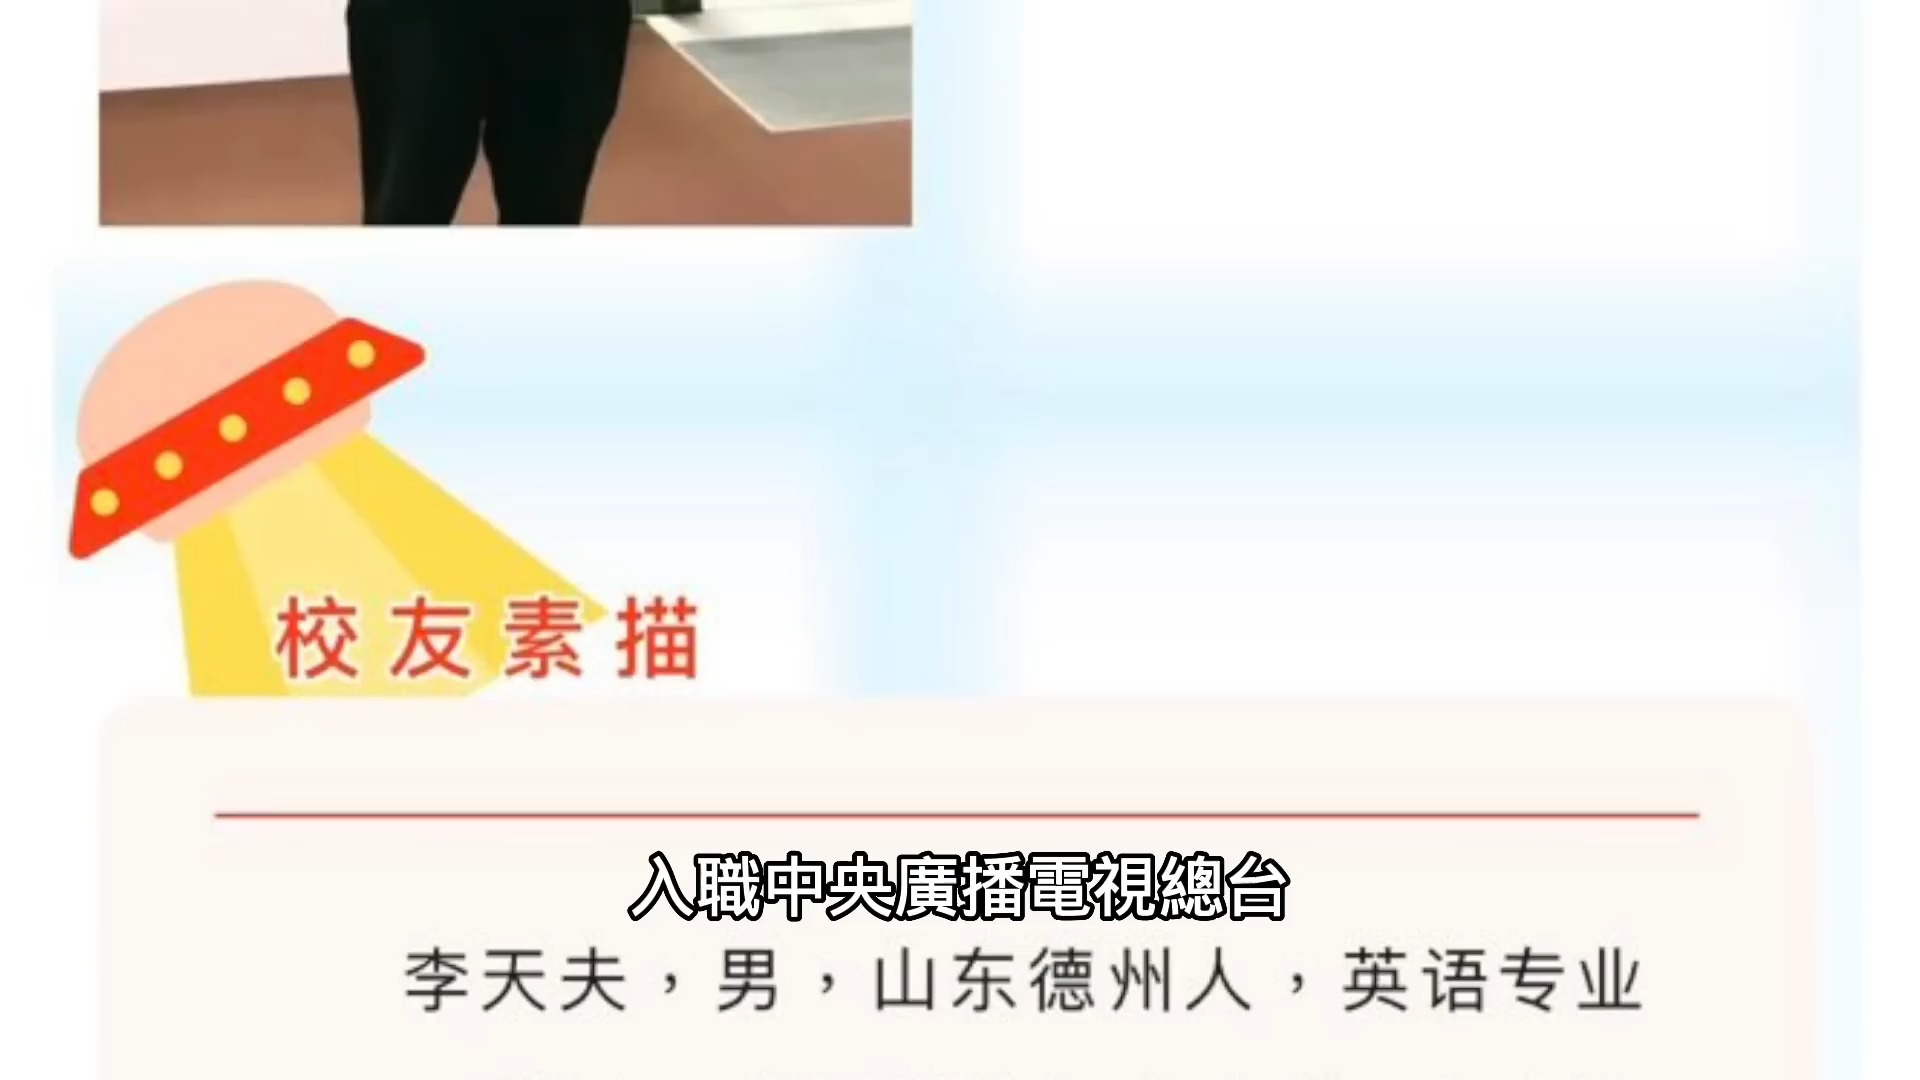 校友素描
入職中央廣播電視總台
李天夫，男，山东德州人，英语专业